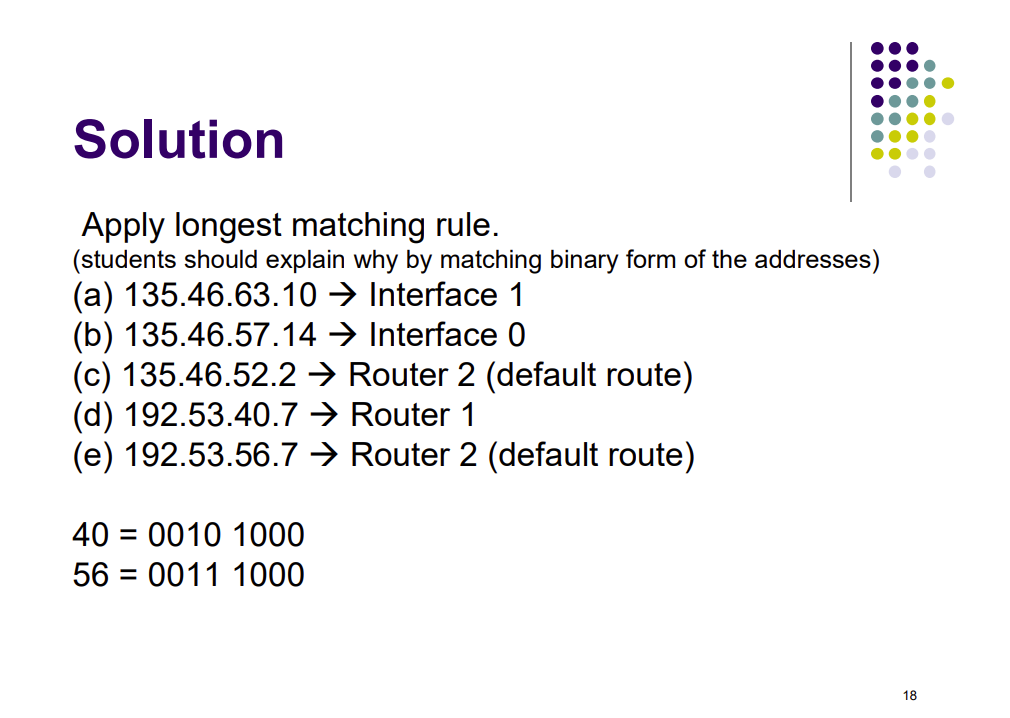 Solution
Apply longest matching rule.
(students should explain why by matching binary form of the addresses)
(a) 135.46.63.10 → Interface 1
(b) 135.46.57.14 → Interface 0
(c) 135.46.52.2 → Router 2 (default route)
(d) 192.53.40.7 → Router 1
(e) 192.53.56.7 → Router 2 (default route)
40 = 0010 1000
56 = 0011 1000
18